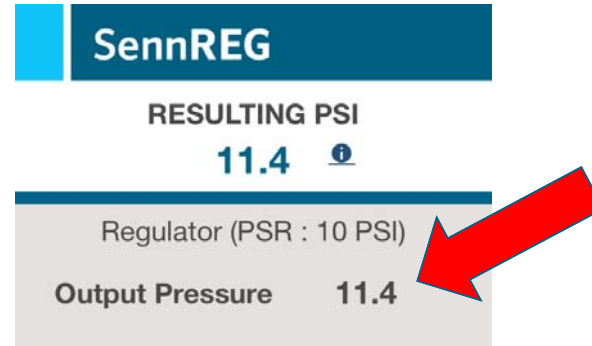 SennREG
RESULTING PSI
11.4 i
Regulator (PSR : 10 PSI)
Output Pressure 11.4